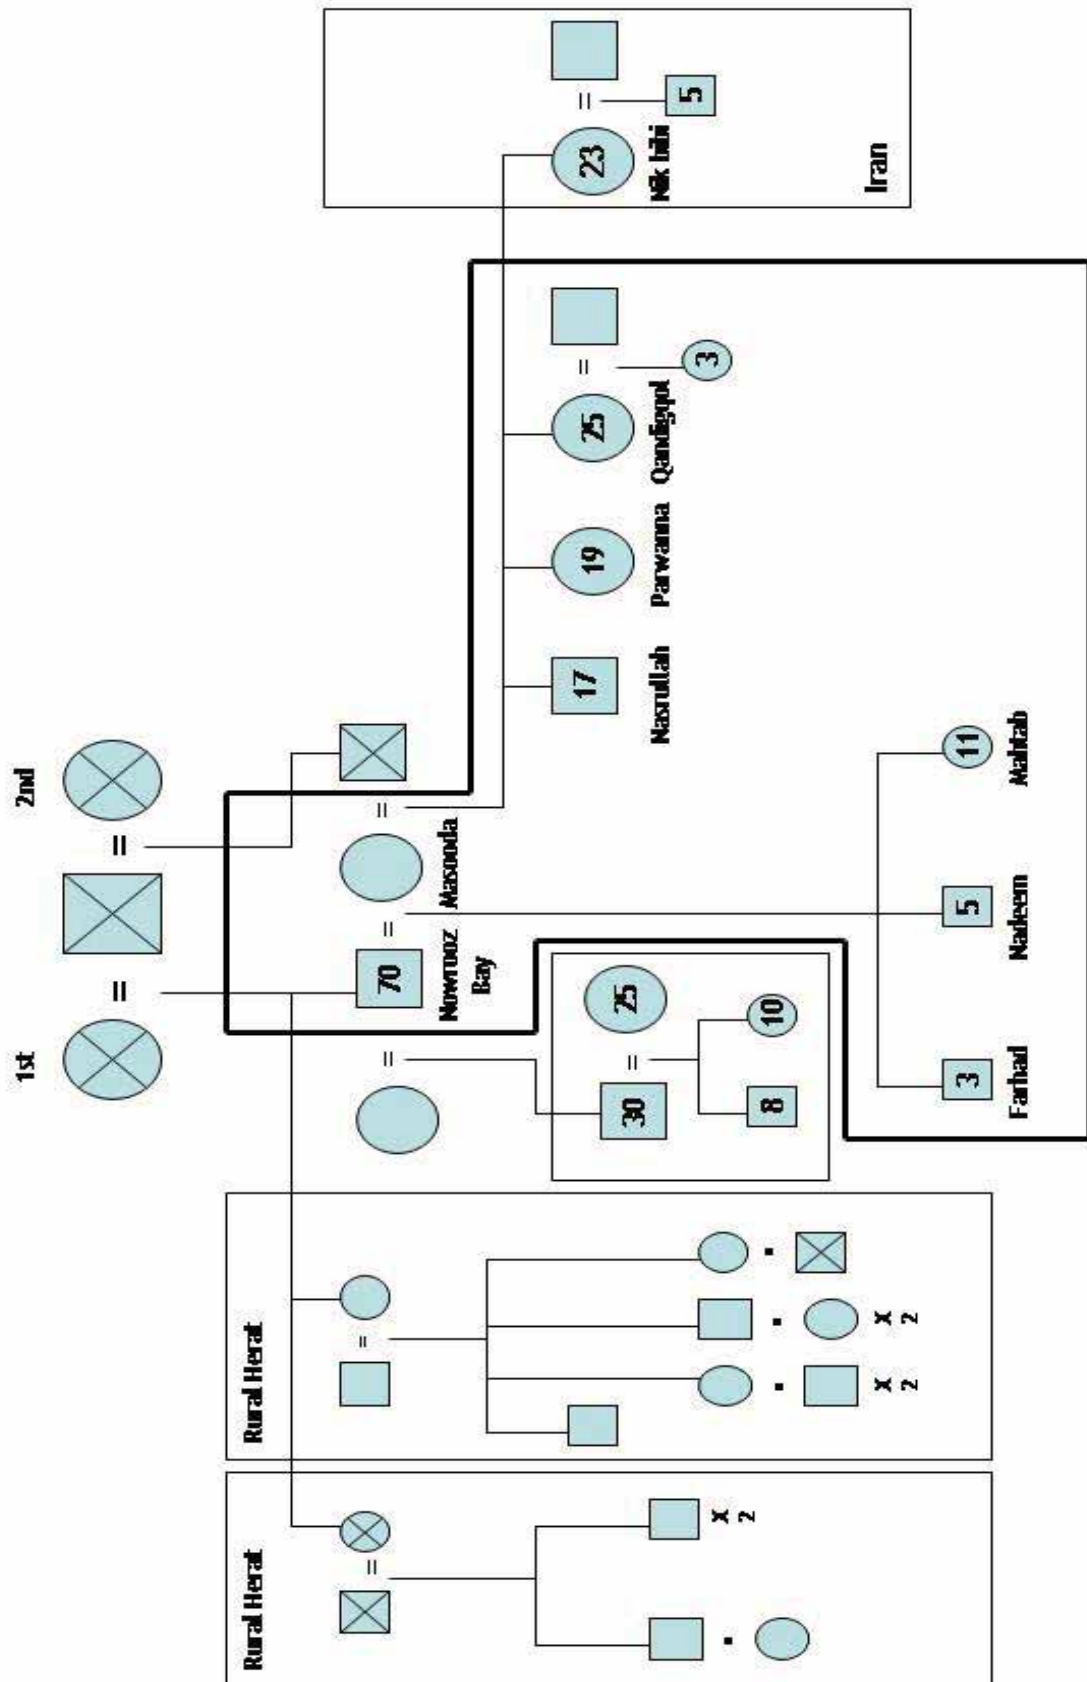 1st
2nd
=
=
Rural Herat
Rural Herat
Iran
=
=
=
=
=
70
Nowrooz
Bay
Masooda
=
30
25
8
10
17
Nasrullah
19
Parwanna
25
Qandigqol
=
3
23
Nik bibi
=
5
X
2
X
2
X
2
3
Farhad
5
Nadeem
11
Mahtab